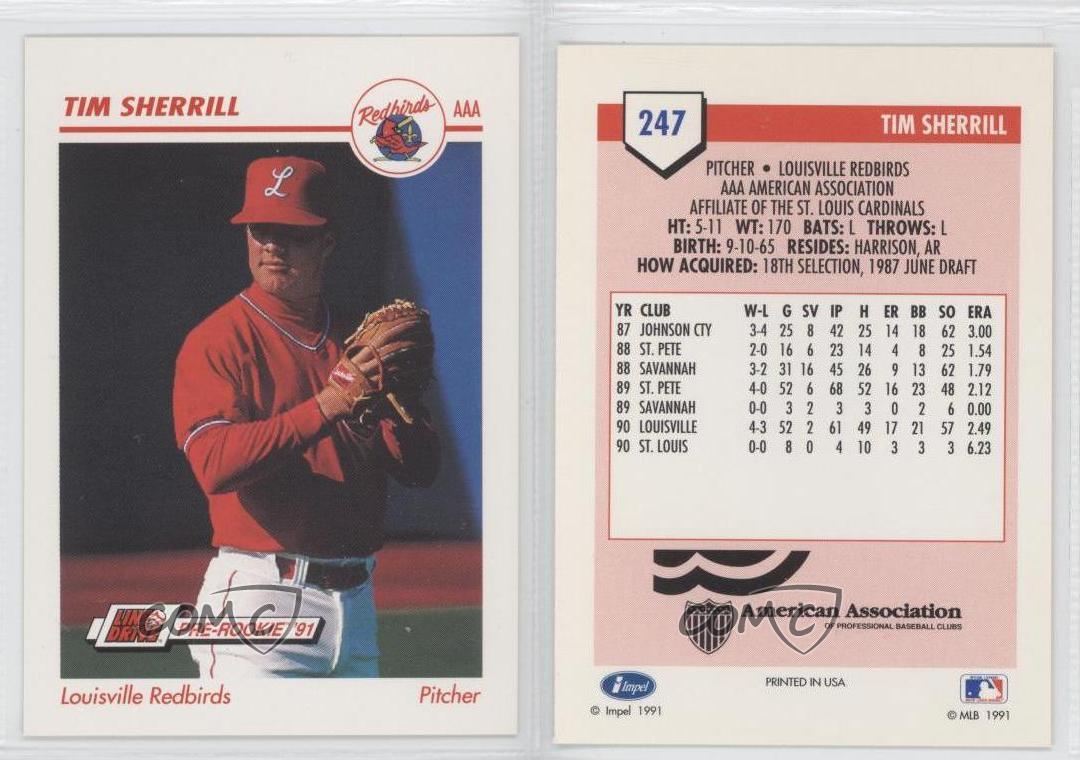 TIM SHERRILL
Redbirds
AAA
L
LINE DRIVE
PRE-ROOKIE '91
COMC
Louisville Redbirds Pitcher
247
TIM SHERRILL
PITCHER • LOUISVILLE REDBIRDS
AAA AMERICAN ASSOCIATION
AFFILIATE OF THE ST. LOUIS CARDINALS
HT: 5-11 WT: 170 BATS: L THROWS: L
BIRTH: 9-10-65 RESIDES: HARRISON, AR
HOW ACQUIRED: 18TH SELECTION, 1987 JUNE DRAFT
YR CLUB W-L G SV IP H ER BB SO ERA
87 JOHNSON CTY 3-4 25 8 42 25 14 18 62 3.00
88 ST. PETE 2-0 16 6 23 14 4 8 25 1.54
88 SAVANNAH 3-2 31 16 45 26 9 13 62 1.79
89 ST. PETE 4-0 52 6 68 52 16 23 48 2.12
89 SAVANNAH 0-0 3 2 3 3 0 2 6 0.00
90 LOUISVILLE 4-3 52 2 61 49 17 21 57 2.49
90 ST. LOUIS 0-0 8 0 4 10 3 3 3 6.23
American Association
OF PROFESSIONAL BASEBALL CLUBS
COMC
Impel
PRINTED IN USA
© Impel 1991
© MLB 1991